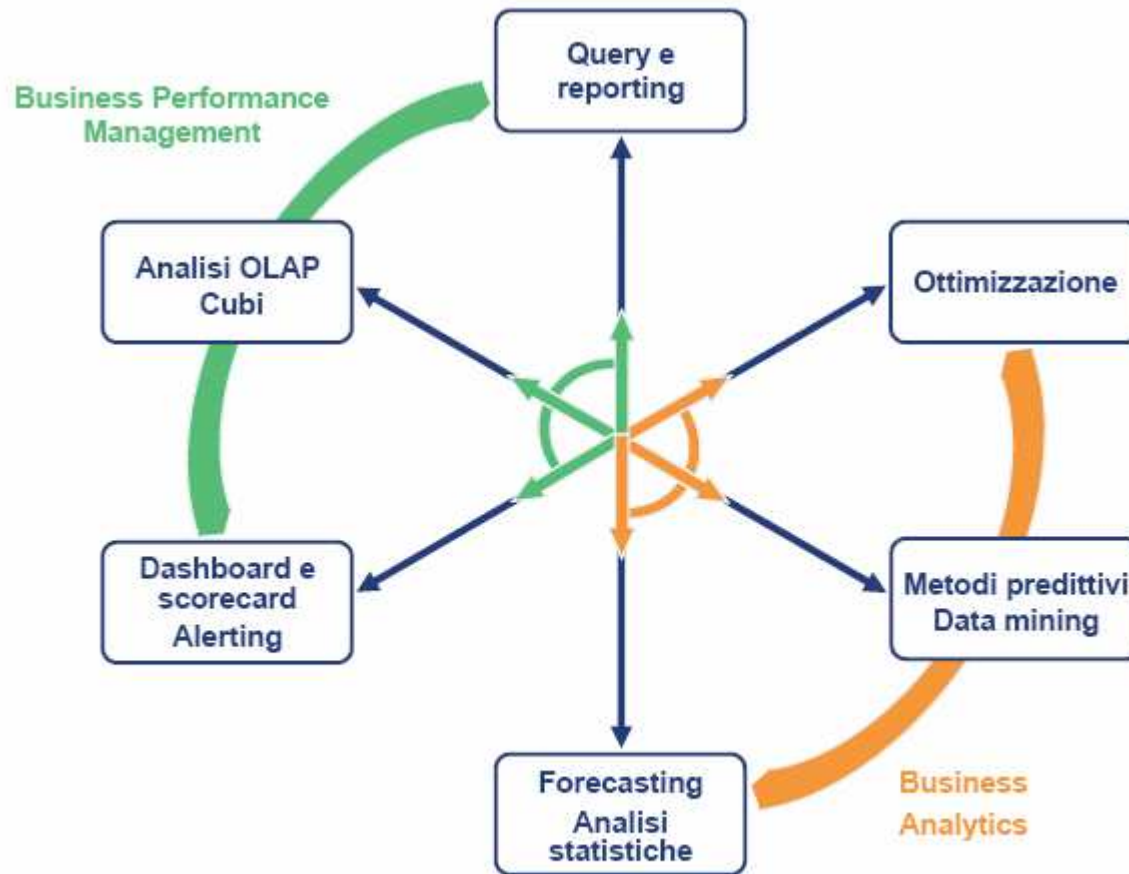 Query e
reporting
Business Performance
Management
Analisi OLAP
Cubi
Ottimizzazione
Dashboard e
scorecard
Alerting
Metodi predittivi
Data mining
Forecasting
Analisi
statistiche
Business
Analytics